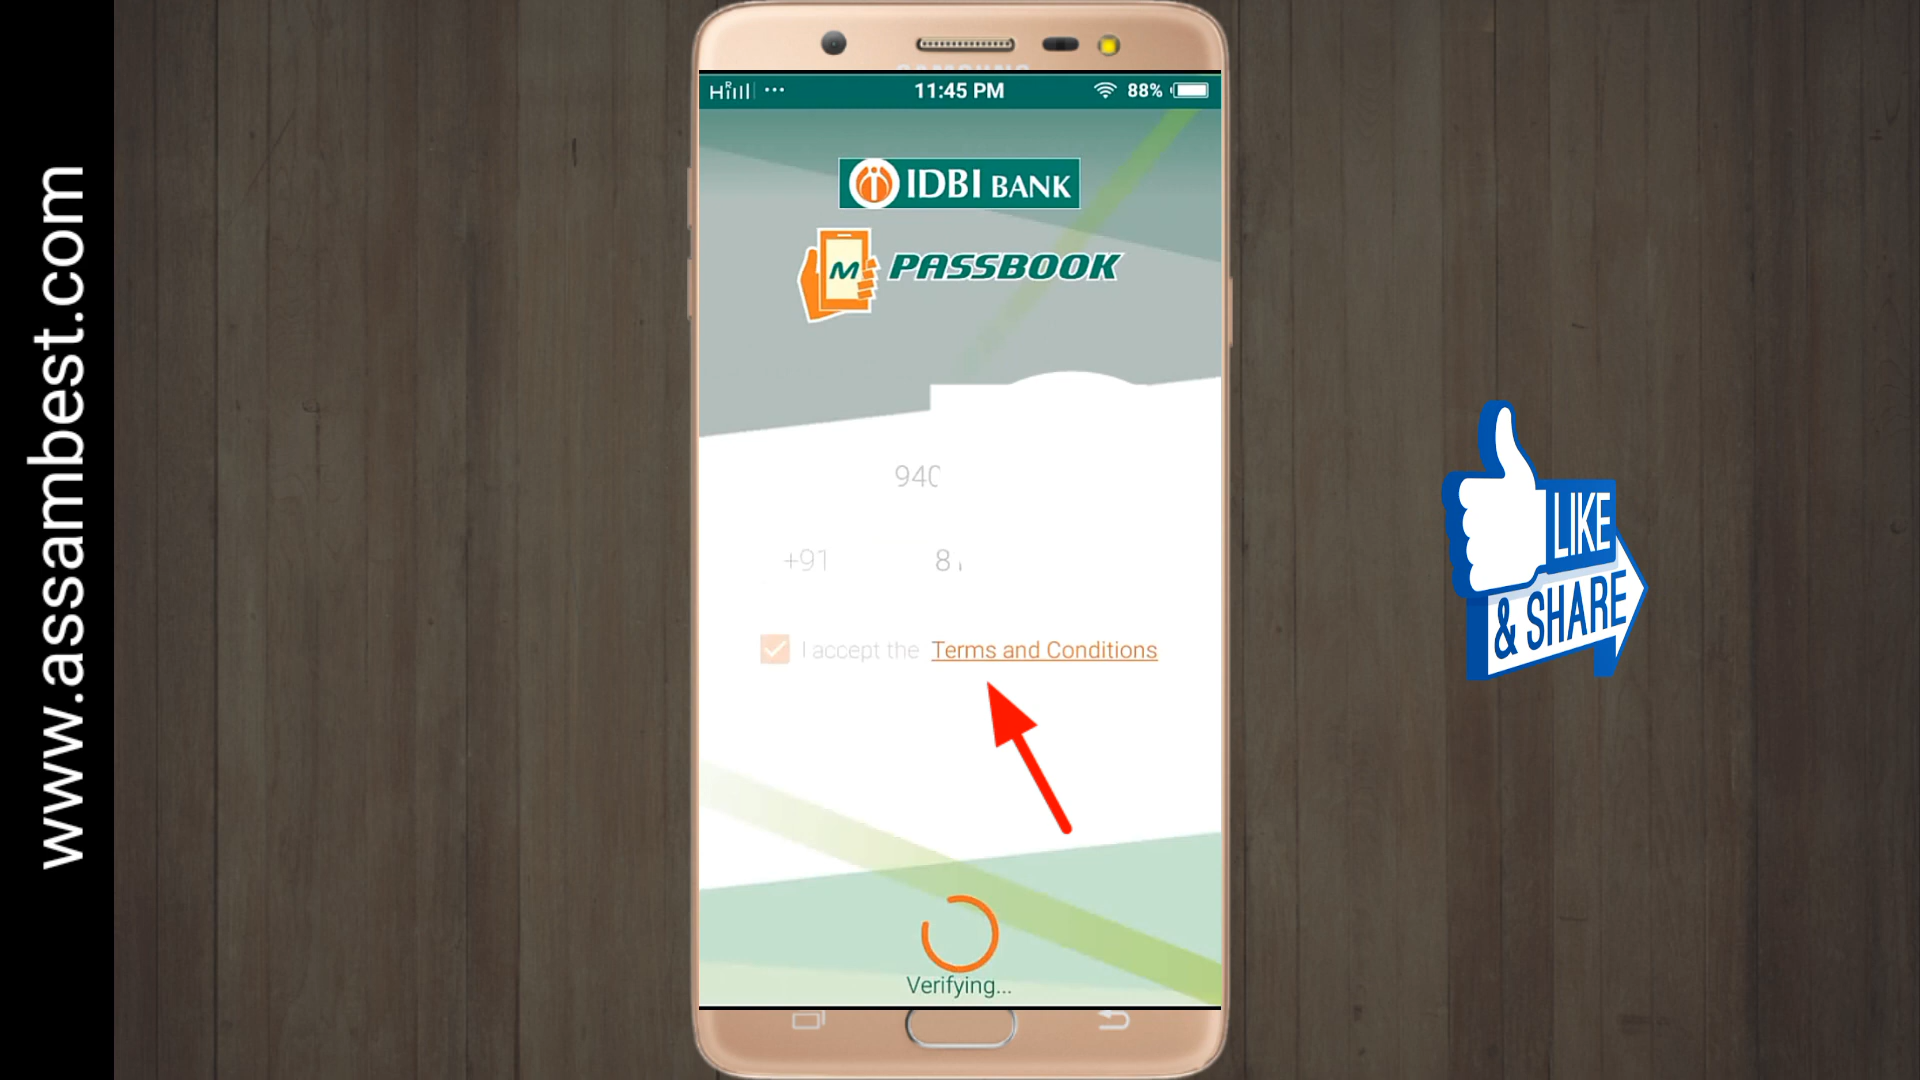 www.assambest.com
11:45 PM
88%
IDBI BANK
M PASSBOOK
940
+91 8
I accept the Terms and Conditions
Verifying...
LIKE
& SHARE